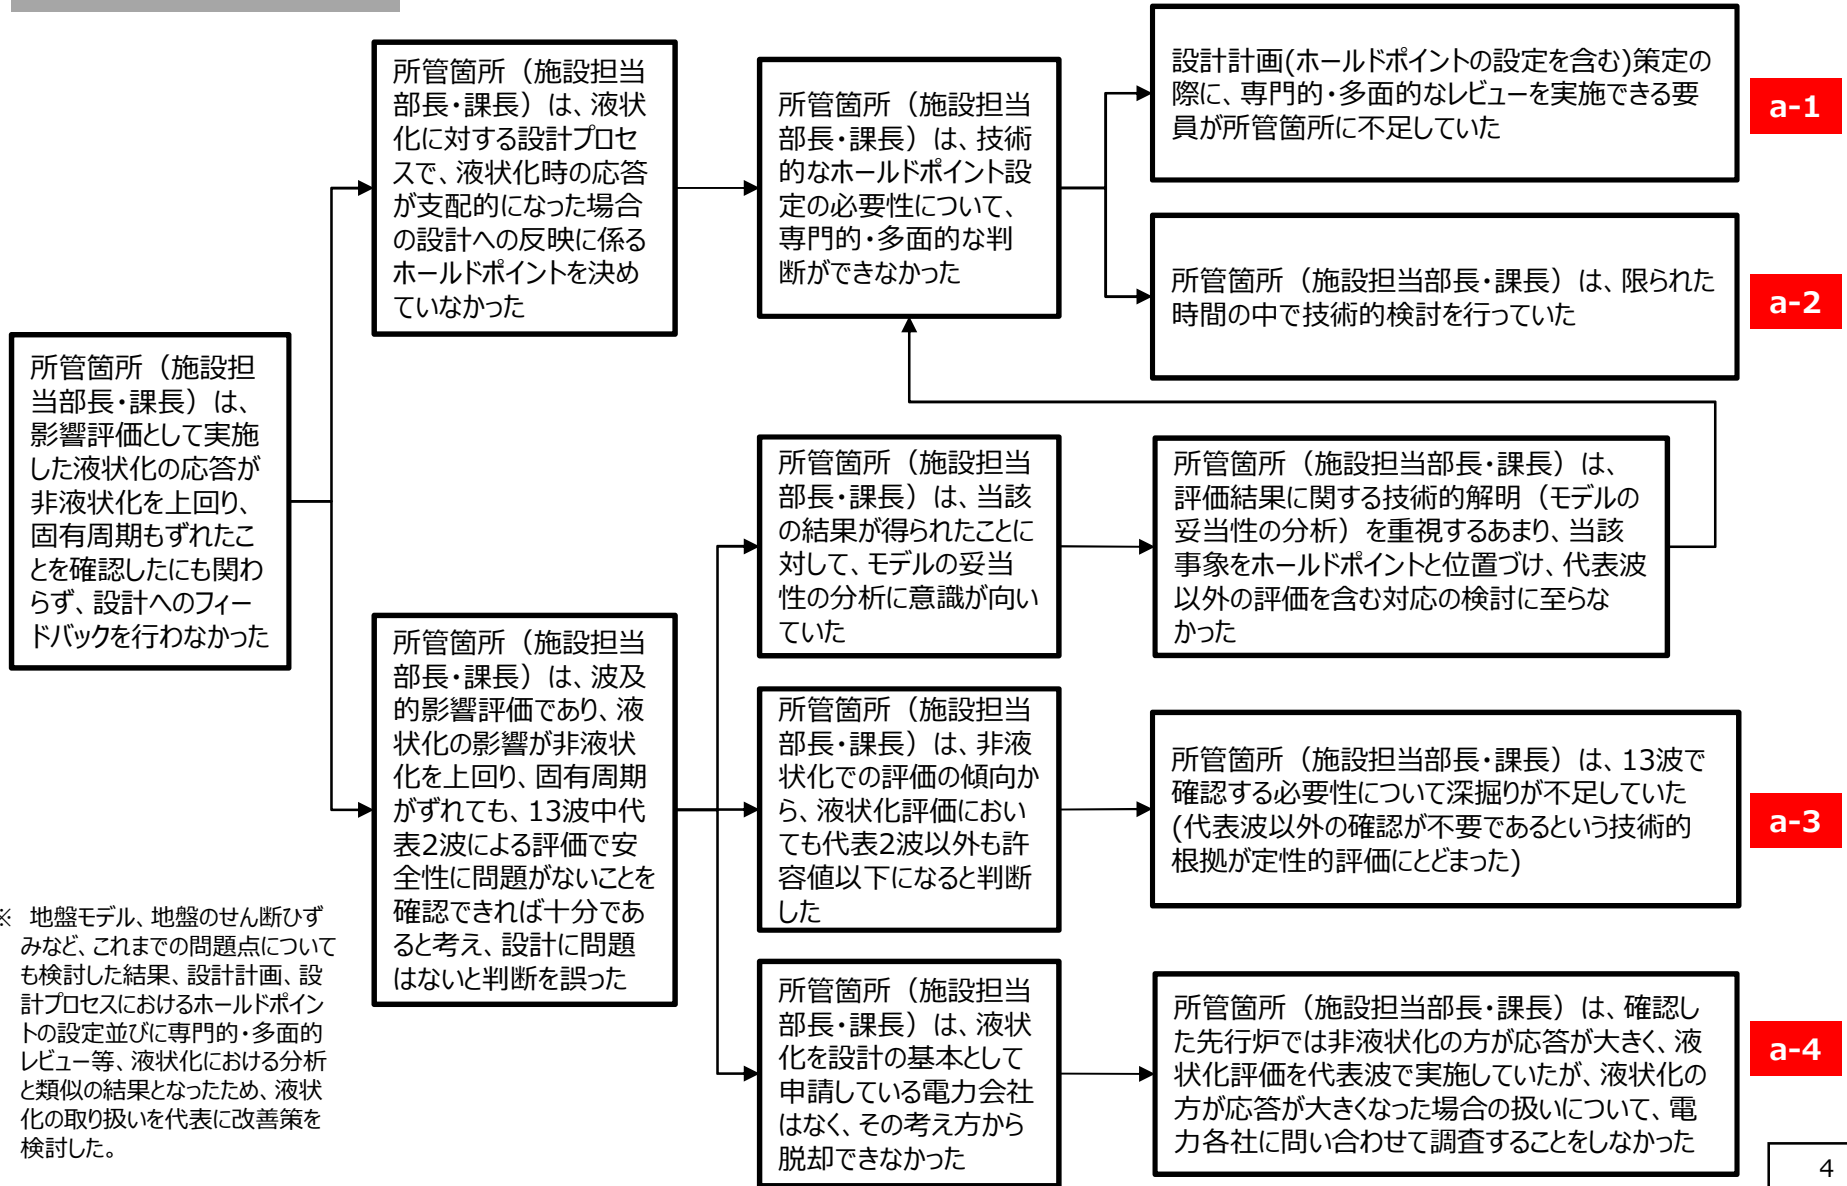 所管箇所（施設担
当部長・課長）は、
影響評価として実施
した液状化の応答が
非液状化を上回り、
固有周期もずれたこ
とを確認したにも関わ
らず、設計へのフィー
ドバックを行わなかった
所管箇所（施設担当
部長・課長）は、液状
化に対する設計プロセ
スで、液状化時の応答
が支配的になった場合
の設計への反映に係る
ホールドポイントを決め
ていなかった
所管箇所（施設担当
部長・課長）は、技術
的なホールドポイント設
定の必要性について、
専門的・多面的な判
断ができなかった
設計計画(ホールドポイントの設定を含む)策定の
際に、専門的・多面的なレビューを実施できる要
員が所管箇所に不足していた
a-1
所管箇所（施設担当部長・課長）は、限られた
時間の中で技術的検討を行っていた
a-2
所管箇所（施設担当
部長・課長）は、波及
的影響評価であり、液
状化の影響が非液状
化を上回り、固有周期
がずれても、13波中代
表2波による評価で安
全性に問題がないことを
確認できれば十分であ
ると考え、設計に問題
はないと判断を誤った
所管箇所（施設担当
部長・課長）は、当該
の結果が得られたことに
対して、モデルの妥当
性の分析に意識が向い
ていた
所管箇所（施設担当部長・課長）は、
評価結果に関する技術的解明（モデルの
妥当性の分析）を重視するあまり、当該
事象をホールドポイントと位置づけ、代表波
以外の評価を含む対応の検討に至らな
かった
所管箇所（施設担当
部長・課長）は、非液
状化での評価の傾向か
ら、液状化評価におい
ても代表2波以外も許
容値以下になると判断
した
所管箇所（施設担当部長・課長）は、13波で
確認する必要性について深掘りが不足していた
(代表波以外の確認が不要であるという技術的
根拠が定性的評価にとどまった)
a-3
所管箇所（施設担当
部長・課長）は、液状
化を設計の基本として
申請している電力会社
はなく、その考え方から
脱却できなかった
所管箇所（施設担当部長・課長）は、確認し
た先行炉では非液状化の方が応答が大きく、液
状化評価を代表波で実施していたが、液状化の
方が応答が大きくなった場合の扱いについて、電
力各社に問い合わせて調査することをしなかった
a-4
※ 地盤モデル、地盤のせん断ひず
みなど、これまでの問題点について
も検討した結果、設計計画、設
計プロセスにおけるホールドポイン
トの設定並びに専門的・多面的
レビュー等、液状化における分析
と類似の結果となったため、液状
化の取り扱いを代表に改善策を
検討した。
4